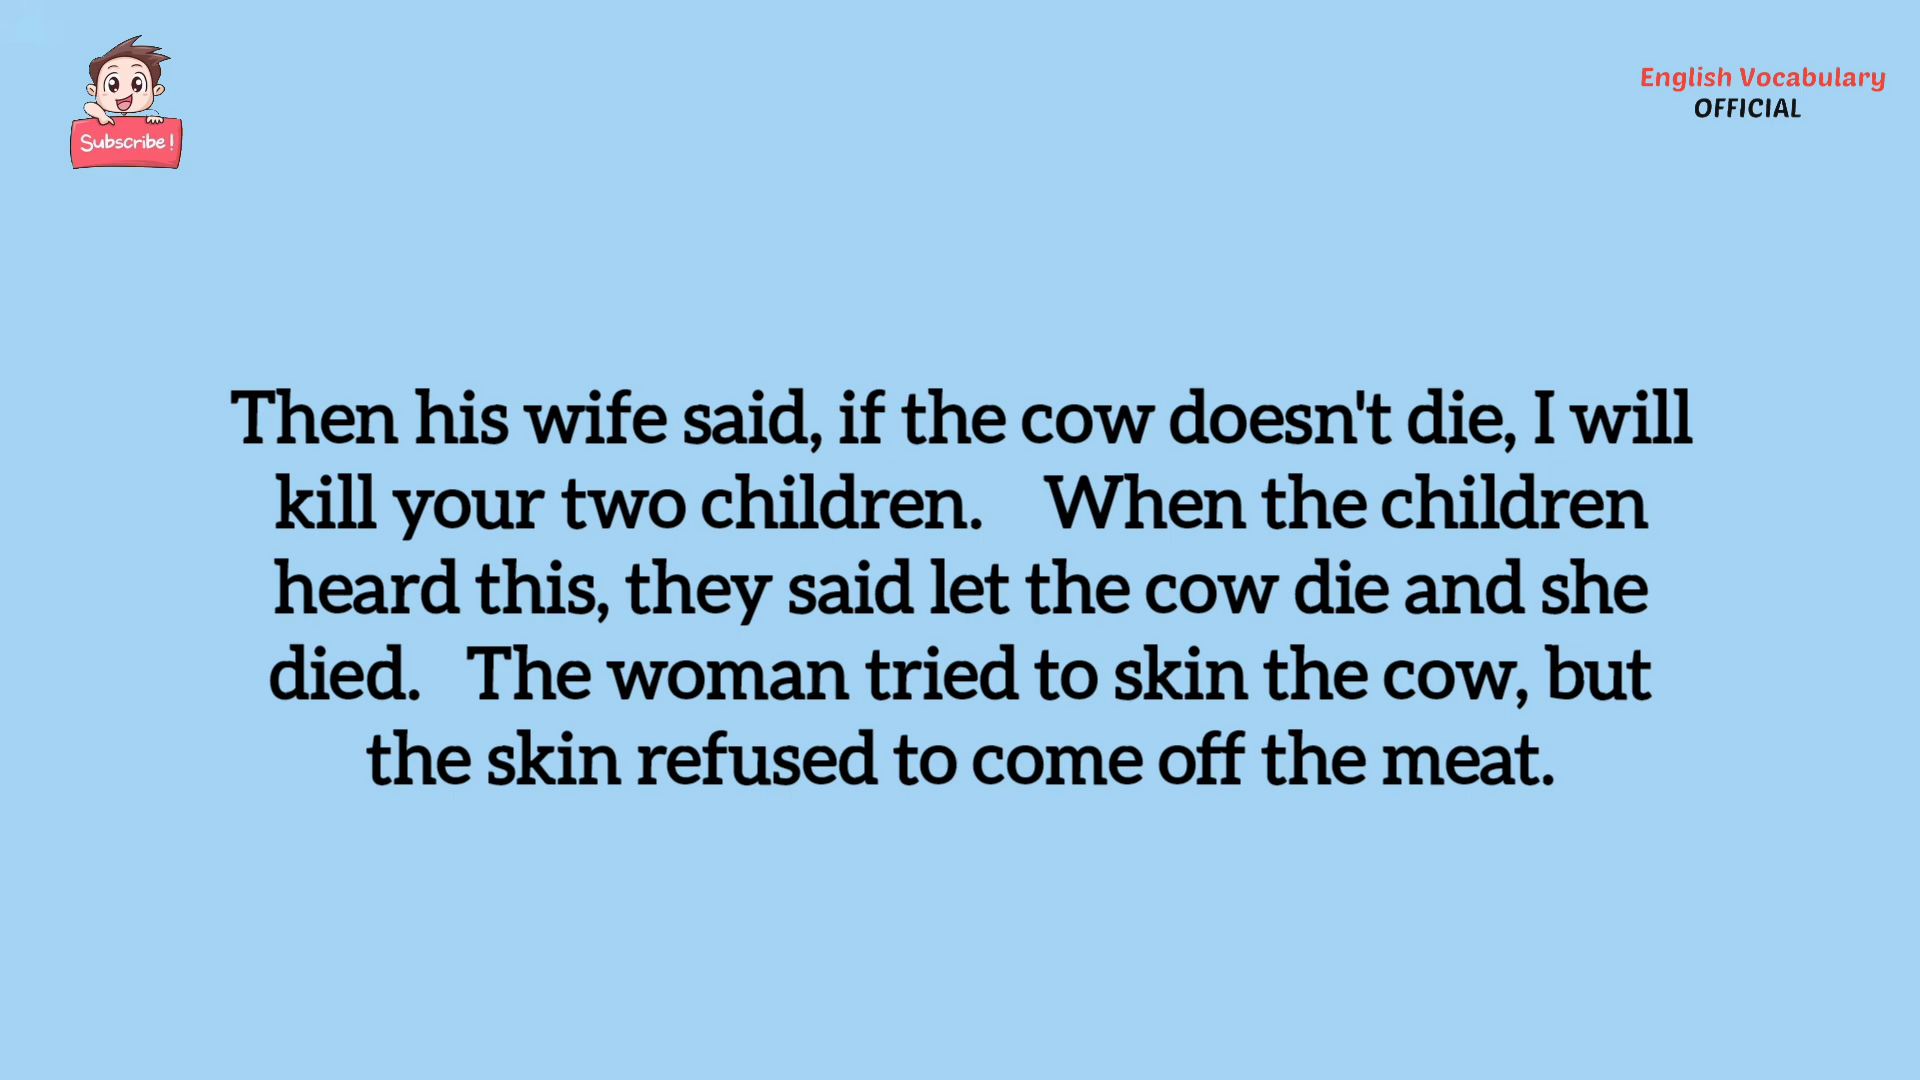 Subscribe!
English Vocabulary
OFFICIAL
Then his wife said, if the cow doesn't die, I will
kill your two children. When the children
heard this, they said let the cow die and she
died. The woman tried to skin the cow, but
the skin refused to come off the meat.